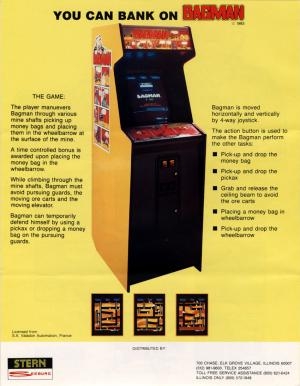 YOU CAN BANK ON BAGMAN
© 1983
THE GAME:
The player manuevers
Bagman through various
mine shafts picking up
money bags and placing
them in the wheelbarrow at
the surface of the mine.
A time controlled bonus is
awarded upon placing the
money bag in the
wheelbarrow.
While climbing through the
mine shafts, Bagman must
avoid pursuing guards, the
moving ore carts and the
moving elevator.
Bagman can temporarily
defend himself by using a
pickax or dropping a money
bag on the pursuing
guards.
BAGMAN
BAGMAN
Bagman is moved
horizontally and vertically
by 4-way joystick.
The action button is used to
make the Bagman perform
the other tasks:
■ Pick-up and drop the
money bag
■ Pick-up and drop the
pickax
■ Grab and release the
ceiling beam to avoid
the ore carts
■ Placing a money bag in
wheelbarrow
■ Pick-up and drop the
wheelbarrow
Licensed from
S.A. Valadon Automation, France
DISTRIBUTED BY:
STERN
SEEBURG
700 CHASE, ELK GROVE VILLAGE, ILLINOIS 60007
TOLL-FREE SERVICE ASSISTANCE (800) 621-6424